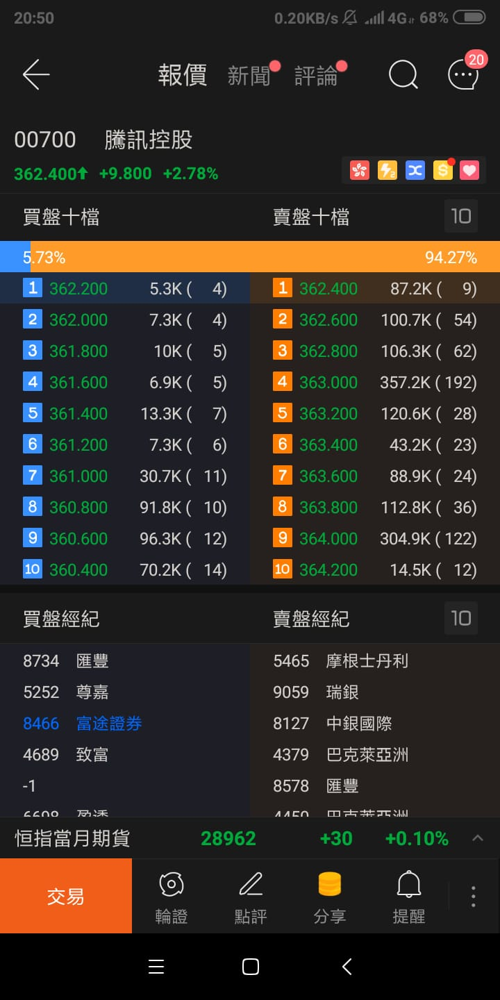 20:50 0.20KB/s 4G 68%
報價 新聞 評論 20
00700 騰訊控股
362.400↑ +9.800 +2.78%
2 $
買盤十檔 賣盤十檔 10
5.73% 94.27%
1 362.200 5.3K ( 4) 1 362.400 87.2K ( 9)
2 362.000 7.3K ( 4) 2 362.600 100.7K ( 54)
3 361.800 10K ( 5) 3 362.800 106.3K ( 62)
4 361.600 6.9K ( 5) 4 363.000 357.2K ( 192)
5 361.400 13.3K ( 7) 5 363.200 120.6K ( 28)
6 361.200 7.3K ( 6) 6 363.400 43.2K ( 23)
7 361.000 30.7K ( 11) 7 363.600 88.9K ( 24)
8 360.800 91.8K ( 10) 8 363.800 112.8K ( 36)
9 360.600 96.3K ( 12) 9 364.000 304.9K ( 122)
10 360.400 70.2K ( 14) 10 364.200 14.5K ( 12)
買盤經紀 賣盤經紀 10
8734 匯豐 5465 摩根士丹利
5252 尊嘉 9059 瑞銀
8466 富途證券 8127 中銀國際
4689 致富 4379 巴克萊亞洲
-1 8578 匯豐
6698 盈透 4450 巴克萊亞洲
恒指當月期貨 28962 +30 +0.10%
交易 輪證 點評 分享 提醒